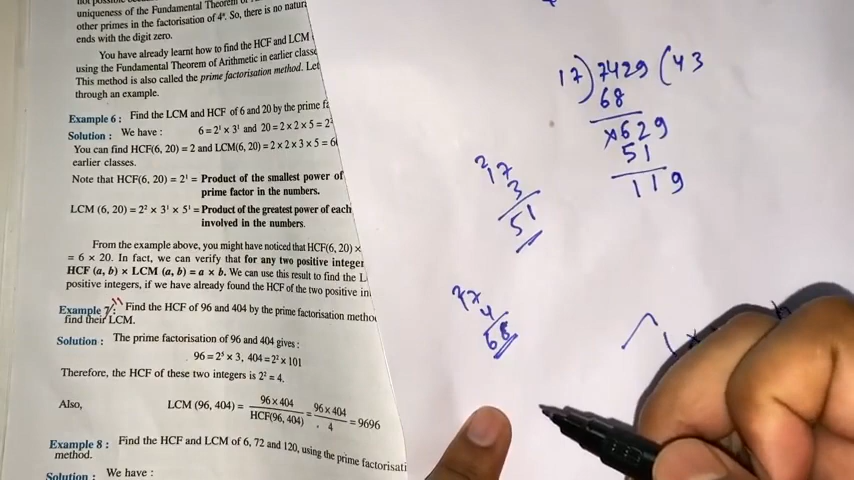 uniqueness of the Fundamental Theorem
other primes in the factorisation of 4ⁿ. So, there is no natur
ends with the digit zero.
You have already learnt how to find the HCF and LCM
using the Fundamental Theorem of Arithmetic in earlier classe
This method is also called the prime factorisation method. Let
through an example.
Example 6 : Find the LCM and HCF of 6 and 20 by the prime fa
Solution : We have : 6 = 2¹ × 3¹ and 20 = 2 × 2 × 5 = 2²
You can find HCF(6, 20) = 2 and LCM(6, 20) = 2 × 2 × 3 × 5 = 6
earlier classes.
Note that HCF(6, 20) = 2¹ = Product of the smallest power of
prime factor in the numbers.
LCM (6, 20) = 2² × 3¹ × 5¹ = Product of the greatest power of each
involved in the numbers.
From the example above, you might have noticed that HCF(6, 20) ×
= 6 × 20. In fact, we can verify that for any two positive integer
HCF (a, b) × LCM (a, b) = a × b. We can use this result to find the L
positive integers, if we have already found the HCF of the two positive in
Example 7 : Find the HCF of 96 and 404 by the prime factorisation metho
find their LCM.
Solution : The prime factorisation of 96 and 404 gives :
96 = 2⁵ × 3, 404 = 2² × 101
Therefore, the HCF of these two integers is 2² = 4.
Also, LCM (96, 404) = 96 × 404 / HCF(96, 404) = 96 × 404 / 4 = 9696
Example 8 : Find the HCF and LCM of 6, 72 and 120, using the prime factorisati
method.
Solution : We have :
17) 7429 (43
68
×629
51
119
2
17
3
51
2
17
4
68